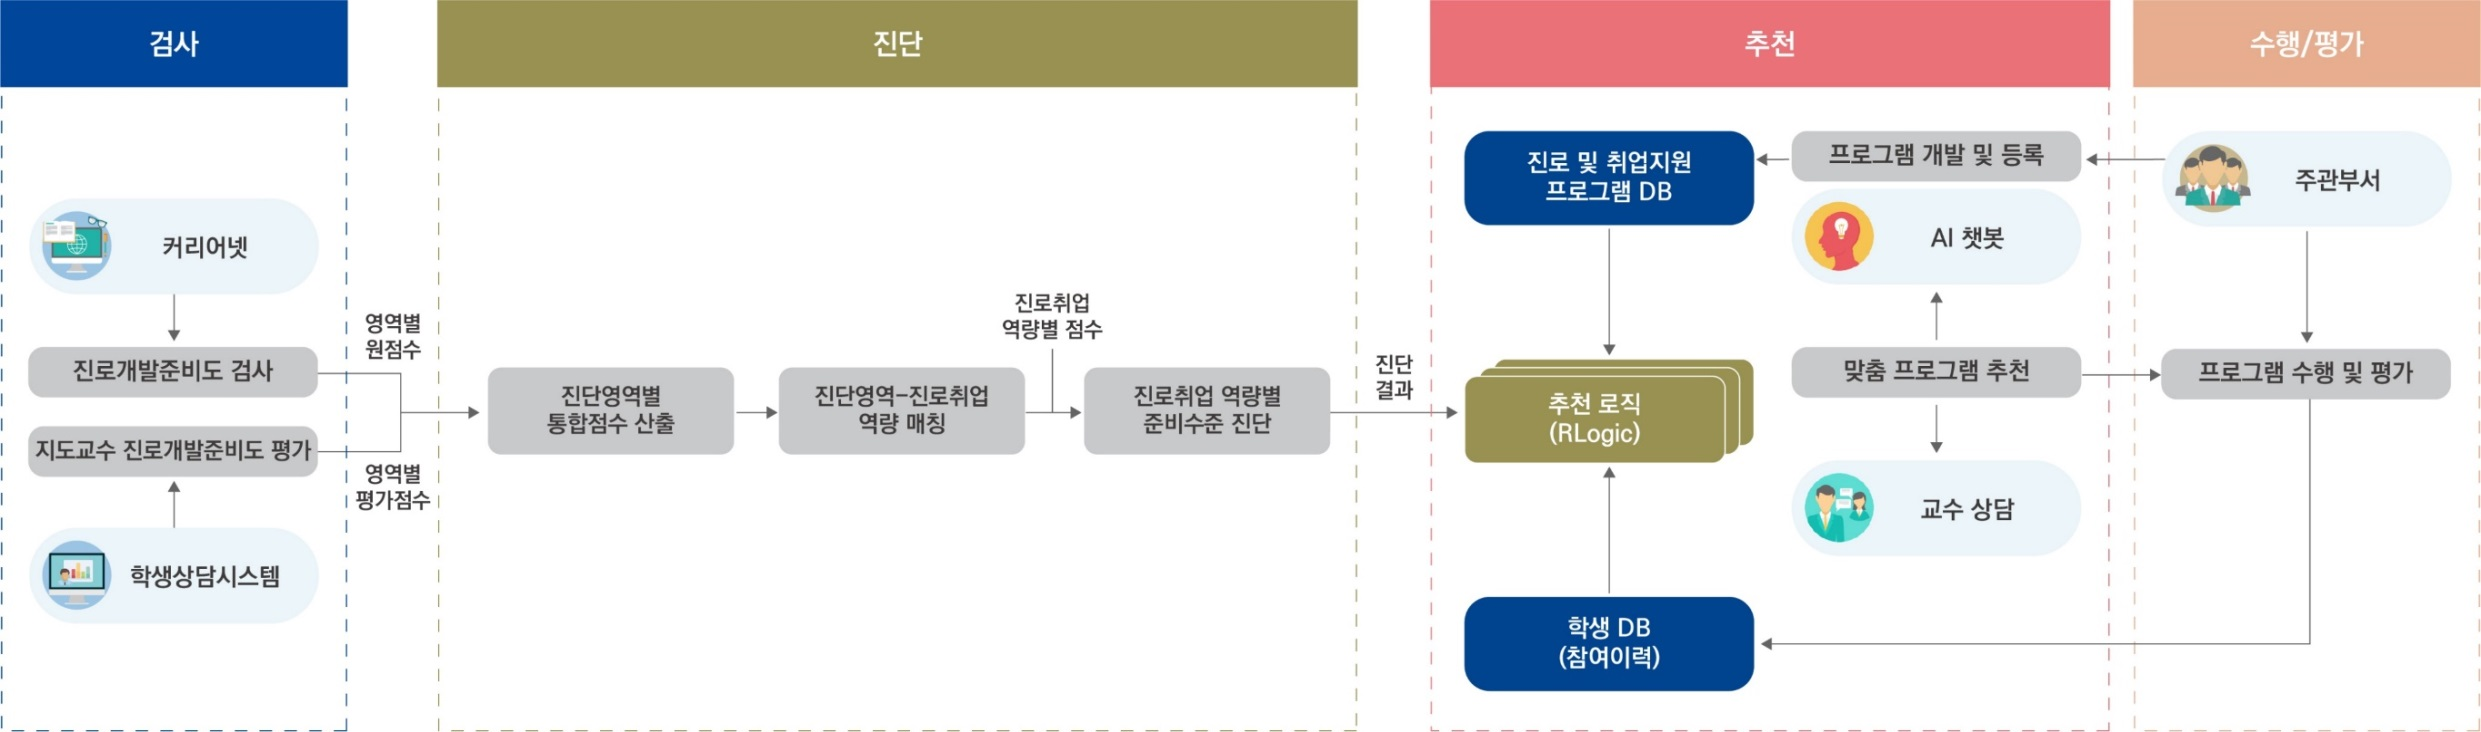 검사
진단
추천
수행/평가
커리어넷
진로개발준비도 검사
지도교수 진로개발준비도 평가
학생상담시스템
영역별
원점수
영역별
평가점수
진단영역별
통합점수 산출
진단영역-진로취업
역량 매칭
진로취업
역량별 점수
진로취업 역량별
준비수준 진단
진단
결과
진로 및 취업지원
프로그램 DB
추천 로직
(RLogic)
학생 DB
(참여이력)
프로그램 개발 및 등록
AI 챗봇
맞춤 프로그램 추천
교수 상담
주관부서
프로그램 수행 및 평가